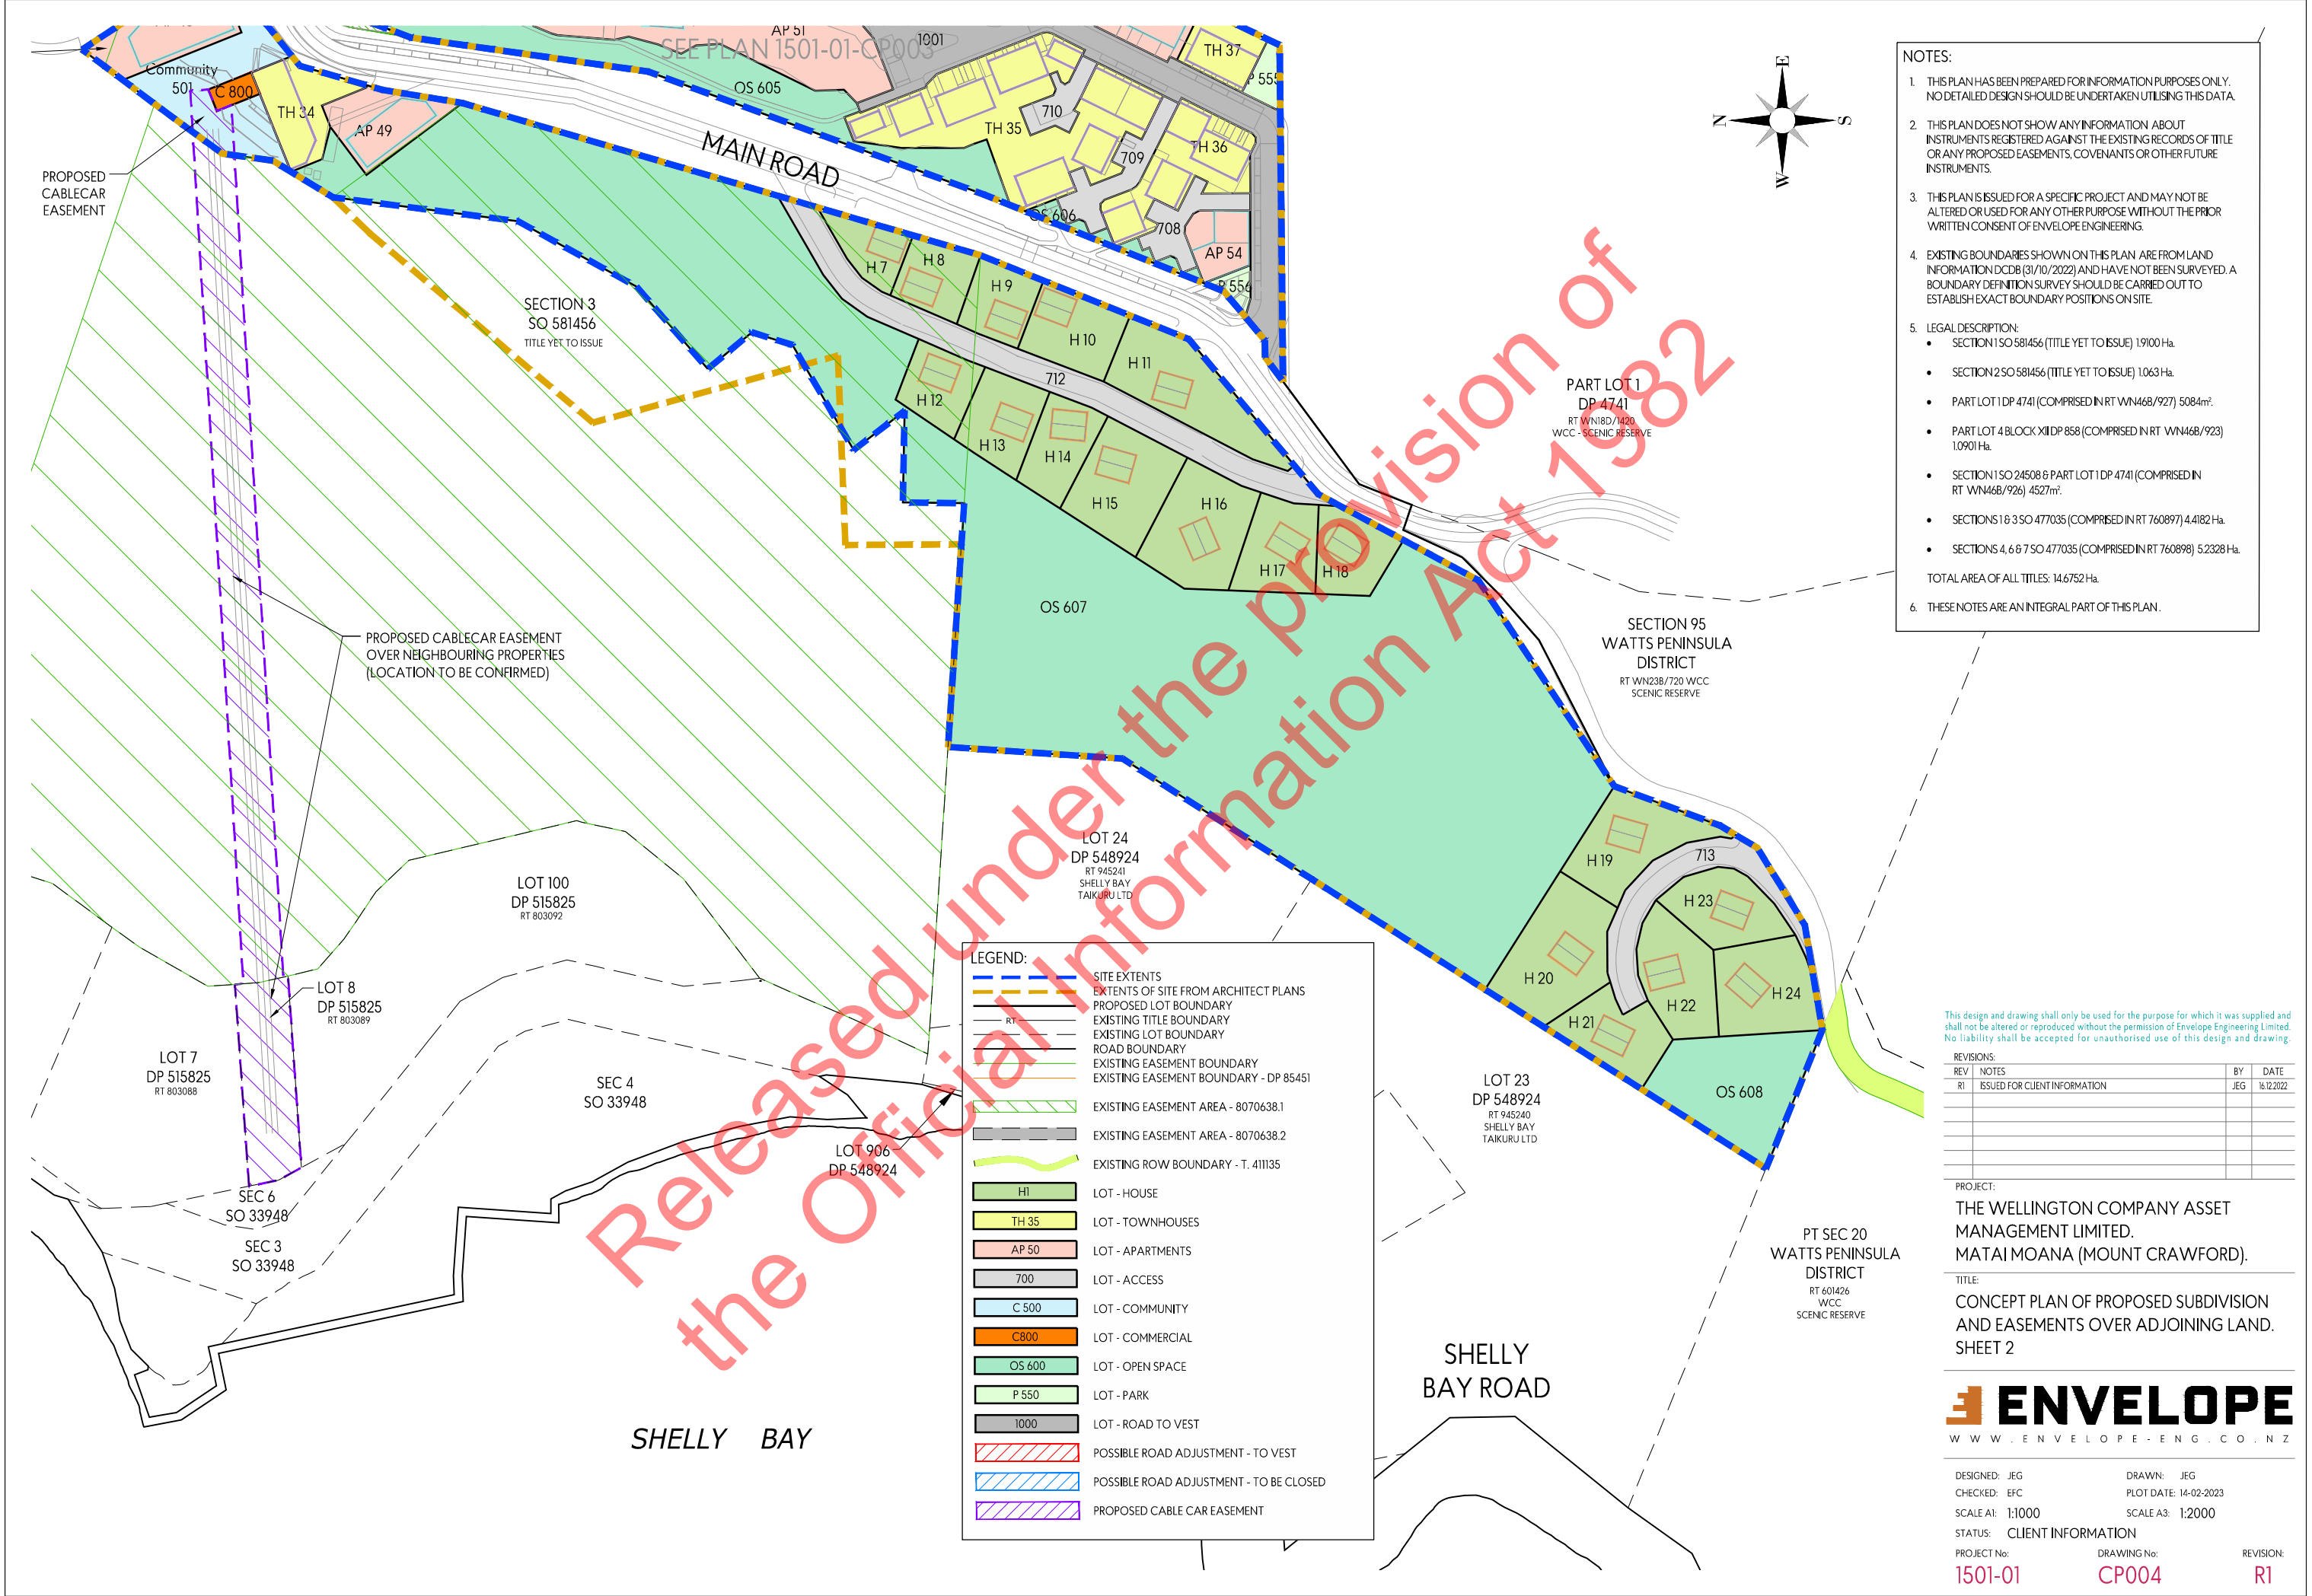 SEE PLAN 1501-01-CP003
AP 51
1001
TH 37
P 555
Community
501
C 800
TH 34
AP 49
OS 605
MAIN ROAD
TH 35
710
709
TH 36
708
OS 606
AP 54
P 556
PROPOSED
CABLECAR
EASEMENT
SECTION 3
SO 581456
TITLE YET TO ISSUE
H 7
H 8
H 9
H 10
H 11
712
H 12
H 13
H 14
H 15
H 16
H 17
H 18
OS 607
PART LOT 1
DP 4741
RT WN18D/1420
WCC - SCENIC RESERVE
SECTION 95
WATTS PENINSULA
DISTRICT
RT WN23B/720 WCC
SCENIC RESERVE
PROPOSED CABLECAR EASEMENT
OVER NEIGHBOURING PROPERTIES
(LOCATION TO BE CONFIRMED)
LOT 24
DP 548924
RT 945241
SHELLY BAY
TAIKURU LTD
LOT 100
DP 515825
RT 803092
LOT 8
DP 515825
RT 803089
LOT 7
DP 515825
RT 803088
SEC 4
SO 33948
LOT 906
DP 548924
SEC 6
SO 33948
SEC 3
SO 33948
SHELLY BAY
H 19
713
H 23
H 20
H 22
H 24
H 21
OS 608
LOT 23
DP 548924
RT 945240
SHELLY BAY
TAIKURU LTD
PT SEC 20
WATTS PENINSULA
DISTRICT
RT 601426
WCC
SCENIC RESERVE
SHELLY
BAY ROAD
Released under the provision of
the Official Information Act 1982
E
N
S
W
LEGEND:
SITE EXTENTS
EXTENTS OF SITE FROM ARCHITECT PLANS
PROPOSED LOT BOUNDARY
RT EXISTING TITLE BOUNDARY
EXISTING LOT BOUNDARY
ROAD BOUNDARY
EXISTING EASEMENT BOUNDARY
EXISTING EASEMENT BOUNDARY - DP 85451
EXISTING EASEMENT AREA - 8070638.1
EXISTING EASEMENT AREA - 8070638.2
EXISTING ROW BOUNDARY - T. 411135
H1 LOT - HOUSE
TH 35 LOT - TOWNHOUSES
AP 50 LOT - APARTMENTS
700 LOT - ACCESS
C 500 LOT - COMMUNITY
C800 LOT - COMMERCIAL
OS 600 LOT - OPEN SPACE
P 550 LOT - PARK
1000 LOT - ROAD TO VEST
POSSIBLE ROAD ADJUSTMENT - TO VEST
POSSIBLE ROAD ADJUSTMENT - TO BE CLOSED
PROPOSED CABLE CAR EASEMENT
NOTES:
1. THIS PLAN HAS BEEN PREPARED FOR INFORMATION PURPOSES ONLY.
NO DETAILED DESIGN SHOULD BE UNDERTAKEN UTILISING THIS DATA.
2. THIS PLAN DOES NOT SHOW ANY INFORMATION ABOUT
INSTRUMENTS REGISTERED AGAINST THE EXISTING RECORDS OF TITLE
OR ANY PROPOSED EASEMENTS, COVENANTS OR OTHER FUTURE
INSTRUMENTS.
3. THIS PLAN IS ISSUED FOR A SPECIFIC PROJECT AND MAY NOT BE
ALTERED OR USED FOR ANY OTHER PURPOSE WITHOUT THE PRIOR
WRITTEN CONSENT OF ENVELOPE ENGINEERING.
4. EXISTING BOUNDARIES SHOWN ON THIS PLAN ARE FROM LAND
INFORMATION DCDB (31/10/2022) AND HAVE NOT BEEN SURVEYED. A
BOUNDARY DEFINITION SURVEY SHOULD BE CARRIED OUT TO
ESTABLISH EXACT BOUNDARY POSITIONS ON SITE.
5. LEGAL DESCRIPTION:
• SECTION 1 SO 581456 (TITLE YET TO ISSUE) 1.9100 Ha.
• SECTION 2 SO 581456 (TITLE YET TO ISSUE) 1.063 Ha.
• PART LOT 1 DP 4741 (COMPRISED IN RT WN46B/927) 5084m².
• PART LOT 4 BLOCK XII DP 858 (COMPRISED IN RT WN46B/923)
1.0901 Ha.
• SECTION 1 SO 24508 & PART LOT 1 DP 4741 (COMPRISED IN
RT WN46B/926) 4527m².
• SECTIONS 1 & 3 SO 477035 (COMPRISED IN RT 760897) 4.4182 Ha.
• SECTIONS 4, 6 & 7 SO 477035 (COMPRISED IN RT 760898) 5.2328 Ha.
TOTAL AREA OF ALL TITLES: 14.6752 Ha.
6. THESE NOTES ARE AN INTEGRAL PART OF THIS PLAN.
This design and drawing shall only be used for the purpose for which it was supplied and
shall not be altered or reproduced without the permission of Envelope Engineering Limited.
No liability shall be accepted for unauthorised use of this design and drawing.
REVISIONS:
REV NOTES BY DATE
R1 ISSUED FOR CLIENT INFORMATION JEG 16.12.2022
PROJECT:
THE WELLINGTON COMPANY ASSET
MANAGEMENT LIMITED.
MATAI MOANA (MOUNT CRAWFORD).
TITLE:
CONCEPT PLAN OF PROPOSED SUBDIVISION
AND EASEMENTS OVER ADJOINING LAND.
SHEET 2
ENVELOPE
WWW.ENVELOPE-ENG.CO.NZ
DESIGNED: JEG DRAWN: JEG
CHECKED: EFC PLOT DATE: 14-02-2023
SCALE A1: 1:1000 SCALE A3: 1:2000
STATUS: CLIENT INFORMATION
PROJECT No: DRAWING No: REVISION:
1501-01 CP004 R1